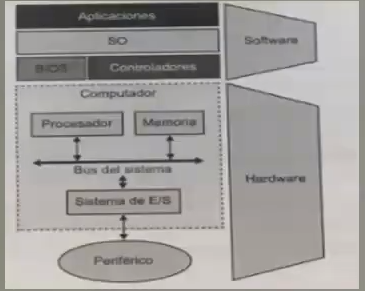 Aplicaciones
SO
Software
BIOS
Controladores
Computador
Procesador
Memoria
Bus del sistema
Sistema de E/S
Hardware
Periférico